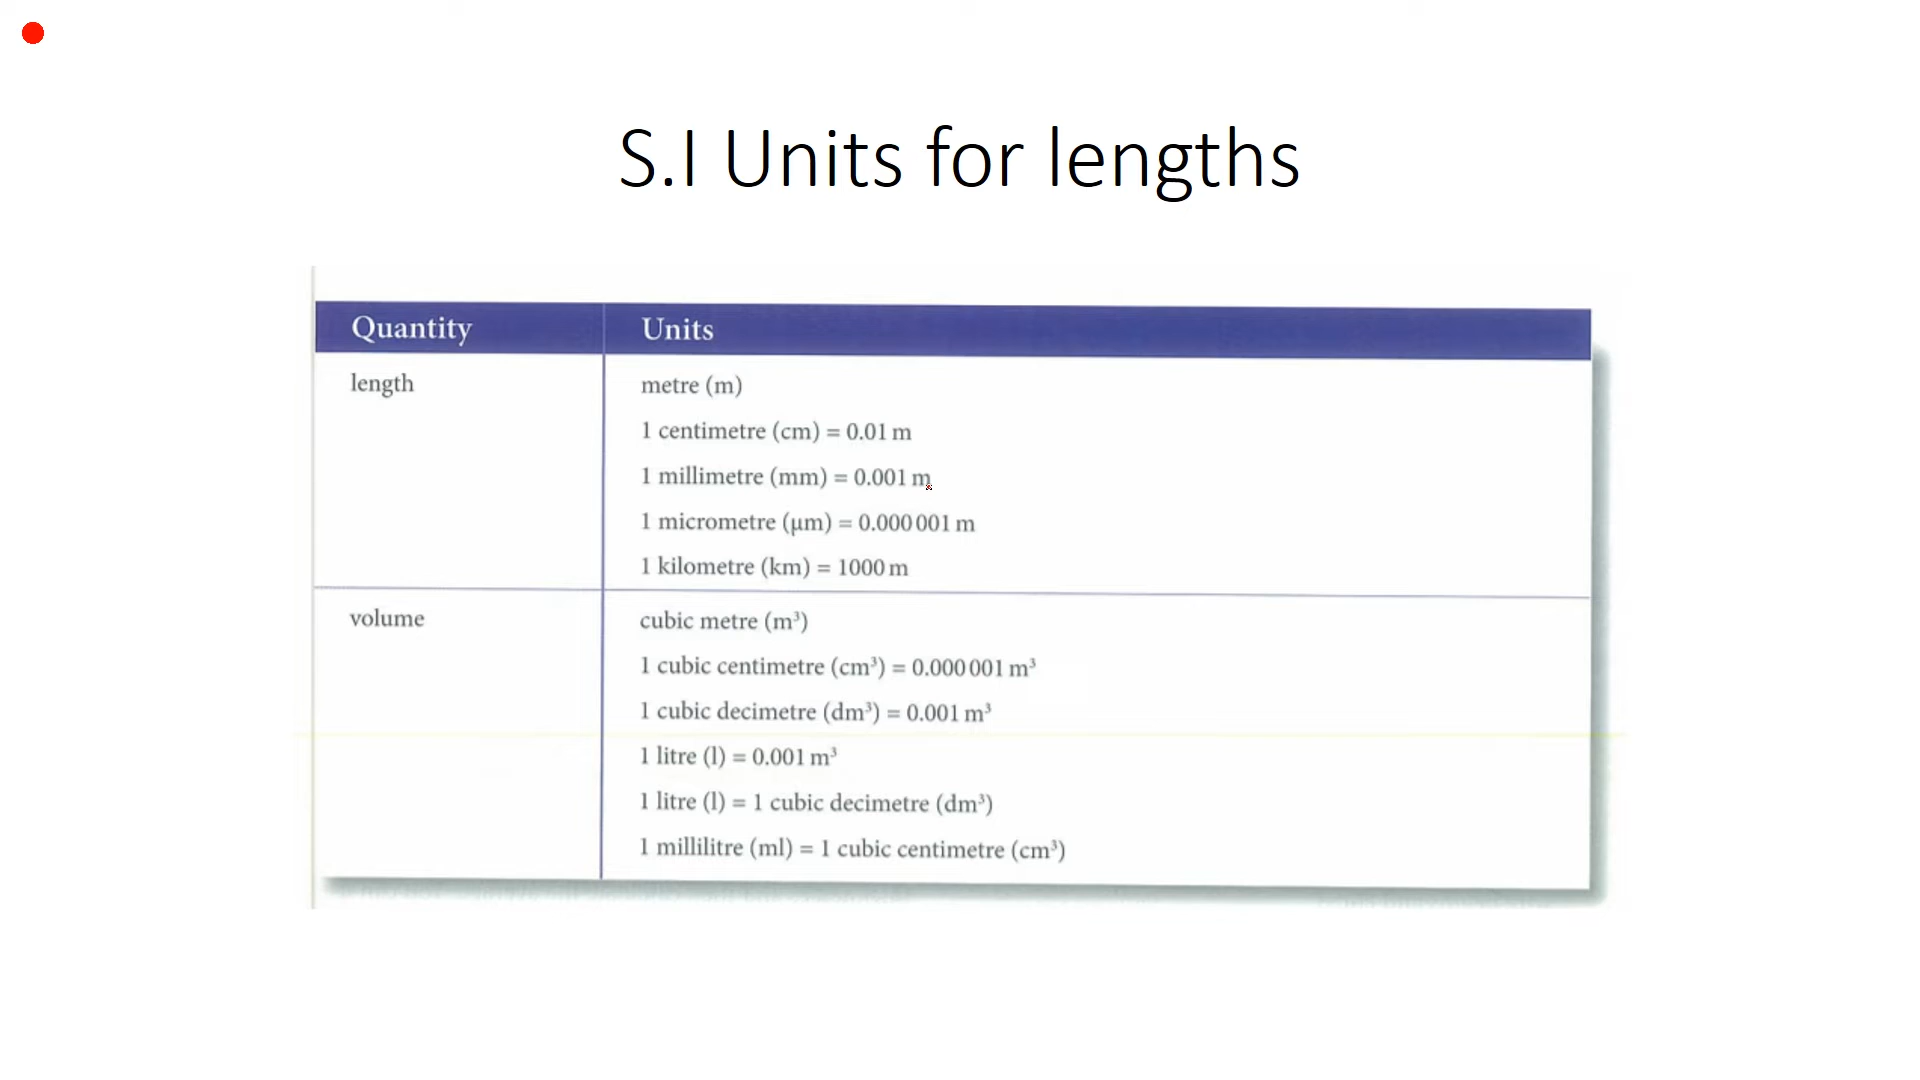 S.I Units for lengths
Quantity Units
length metre (m)
1 centimetre (cm) = 0.01 m
1 millimetre (mm) = 0.001 m
1 micrometre (μm) = 0.000 001 m
1 kilometre (km) = 1000 m
volume cubic metre (m³)
1 cubic centimetre (cm³) = 0.000 001 m³
1 cubic decimetre (dm³) = 0.001 m³
1 litre (l) = 0.001 m³
1 litre (l) = 1 cubic decimetre (dm³)
1 millilitre (ml) = 1 cubic centimetre (cm³)